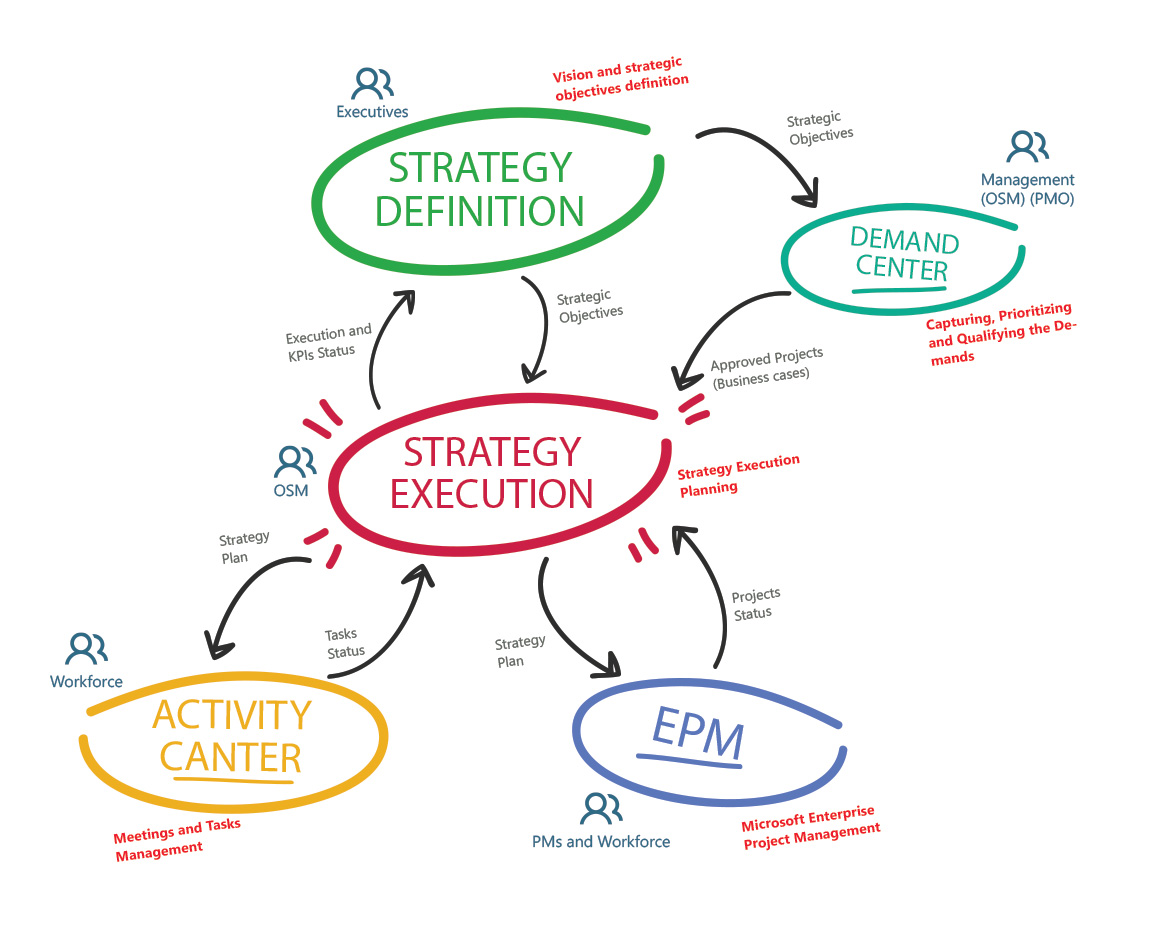 Vision and strategic
objectives definition
Executives
STRATEGY
DEFINITION
Strategic
Objectives
Management
(OSM) (PMO)
DEMAND
CENTER
Capturing, Prioritizing
and Qualifying the De-
mands
Execution and
KPIs Status
Strategic
Objectives
Approved Projects
(Business cases)
OSM
STRATEGY
EXECUTION
Strategy Execution
Planning
Strategy
Plan
Tasks
Status
Strategy
Plan
Projects
Status
Workforce
ACTIVITY
CANTER
Meetings and Tasks
Management
EPM
PMs and Workforce
Microsoft Enterprise
Project Management